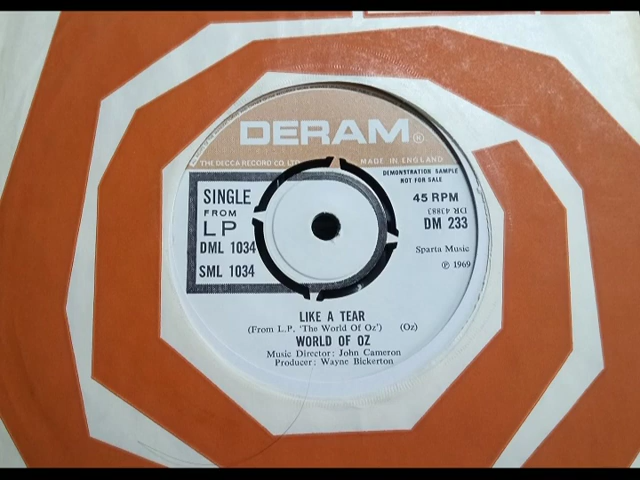 DERAM®
THE DECCA RECORD CO. LTD. MADE IN ENGLAND
DEMONSTRATION SAMPLE
NOT FOR SALE
SINGLE
FROM
LP
DML 1034
SML 1034
45 RPM
DR 43883
DM 233
Sparta Music
℗ 1969
LIKE A TEAR
(From L.P. 'The World Of Oz') (Oz)
WORLD OF OZ
Music Director: John Cameron
Producer: Wayne Bickerton